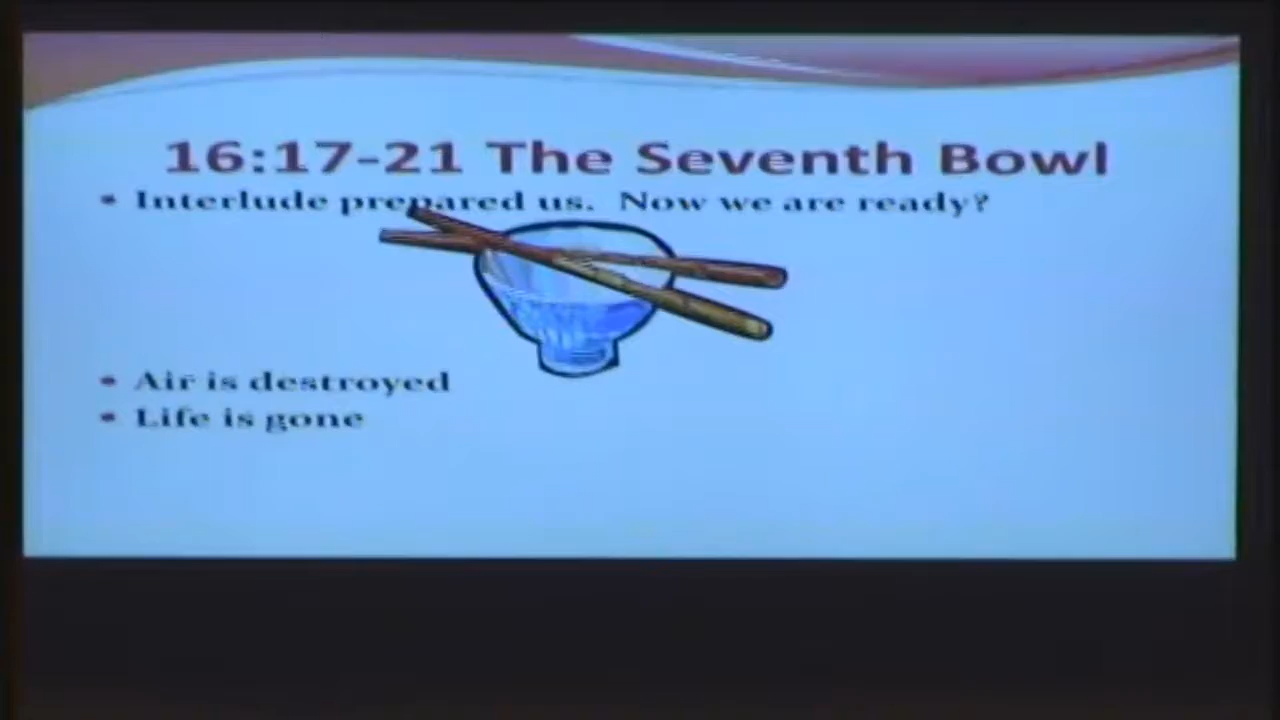 16:17-21 The Seventh Bowl
• Interlude prepared us. Now we are ready?
• Air is destroyed
• Life is gone